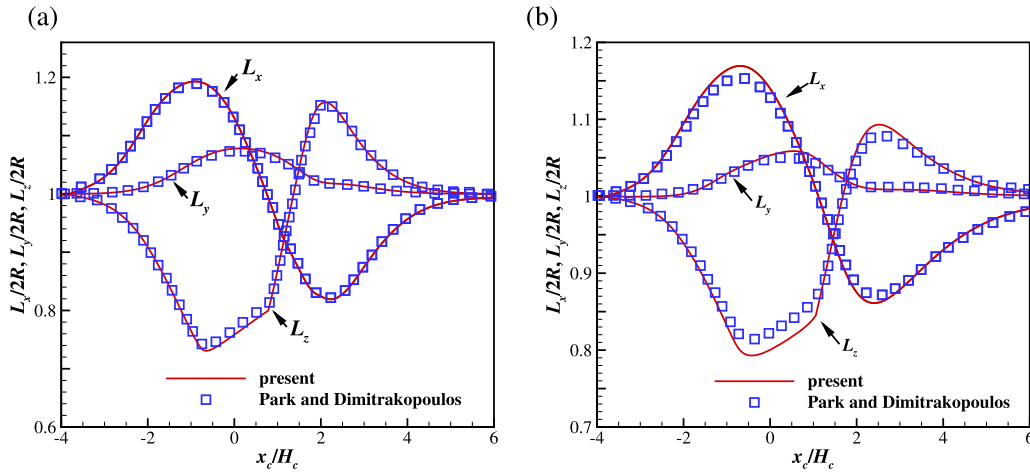 (a)
L_x/2R, L_y/2R, L_z/2R
1.2
1
0.8
0.6
L_x
L_y
L_z
present
Park and Dimitrakopoulos
-4
-2
0
2
4
6
x_c/H_c
(b)
L_x/2R, L_y/2R, L_z/2R
1.2
1.1
1
0.9
0.8
0.7
L_x
L_y
L_z
present
Park and Dimitrakopoulos
-4
-2
0
2
4
6
x_c/H_c